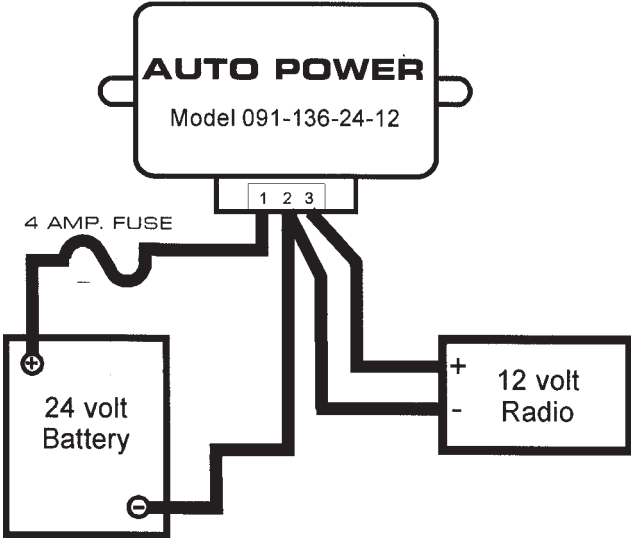 AUTO POWER
Model 091-136-24-12
1 2 3
4 AMP. FUSE
+
24 volt
Battery
-
+
12 volt
-
Radio